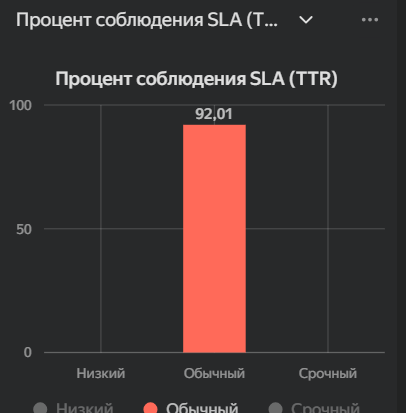 Процент соблюдения SLA (T...
Процент соблюдения SLA (TTR)
100
92,01
50
0
Низкий Обычный Срочный
Низкий Обычный Срочный